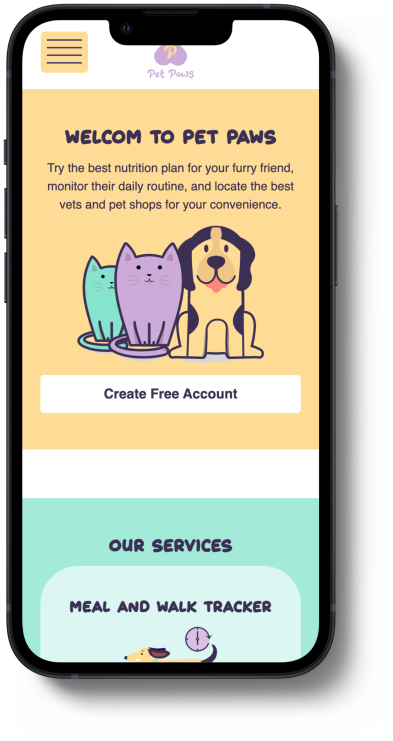 P
Pet Paws
WELCOM TO PET PAWS
Try the best nutrition plan for your furry friend,
monitor their daily routine, and locate the best
vets and pet shops for your convenience.
Create Free Account
OUR SERVICES
MEAL AND WALK TRACKER